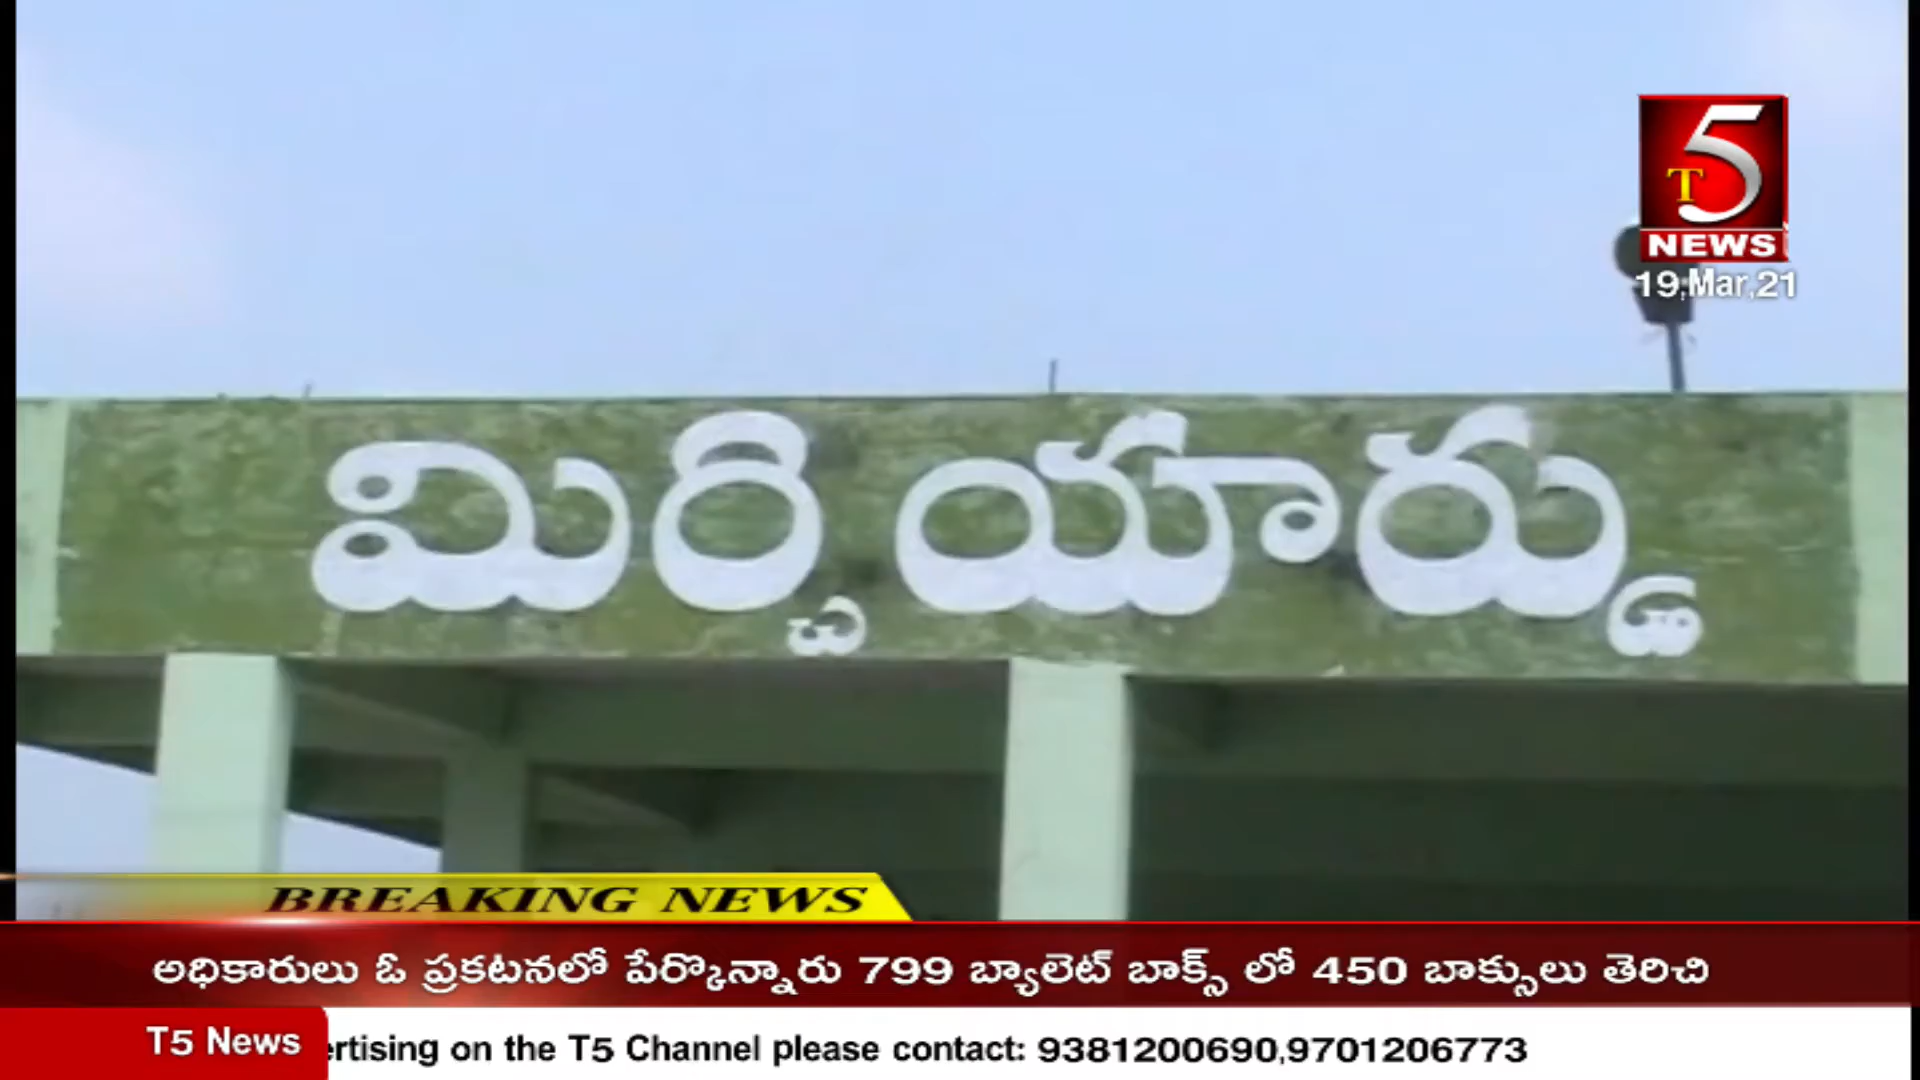 T5
NEWS
19,Mar,21
మిర్చి యార్డు
BREAKING NEWS
అధికారులు ఓ ప్రకటనలో పేర్కొన్నారు 799 బ్యాలెట్ బాక్స్ లో 450 బాక్సులు తెరిచి
T5 News
ertising on the T5 Channel please contact: 9381200690,9701206773